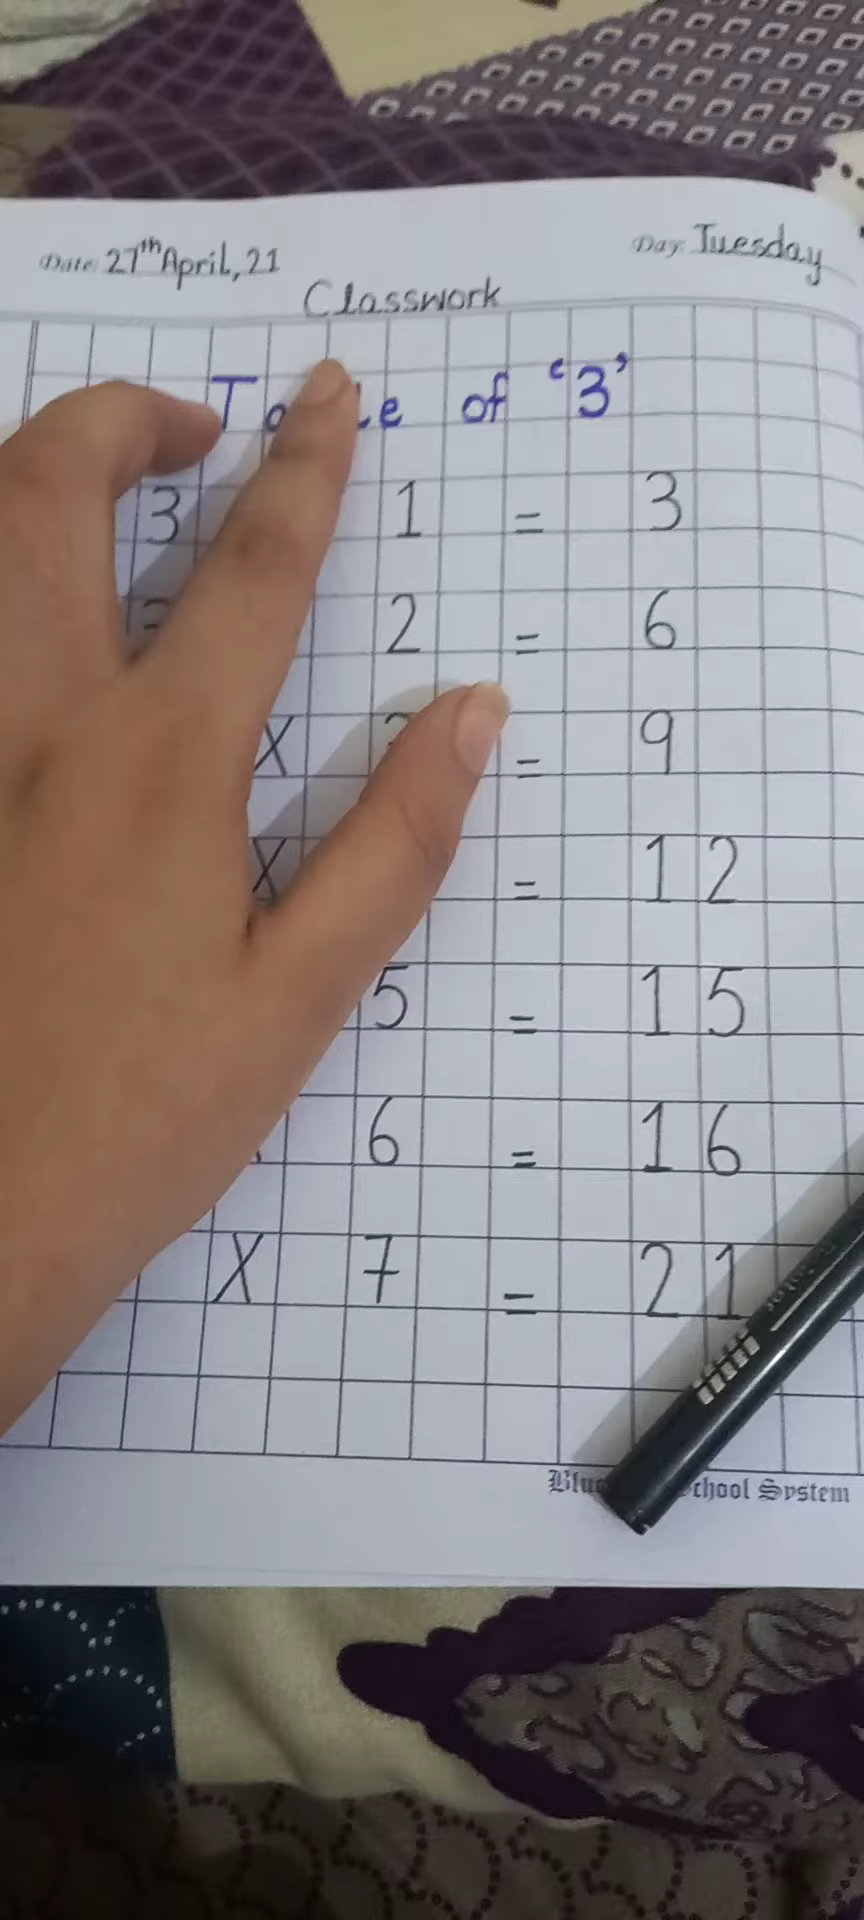 Date: 27th April, 21 Day: Tuesday
Classwork
of '3'
3 1 = 3
2 = 6
X = 9
X = 12
5 = 15
6 = 16
X 7 = 21
School System